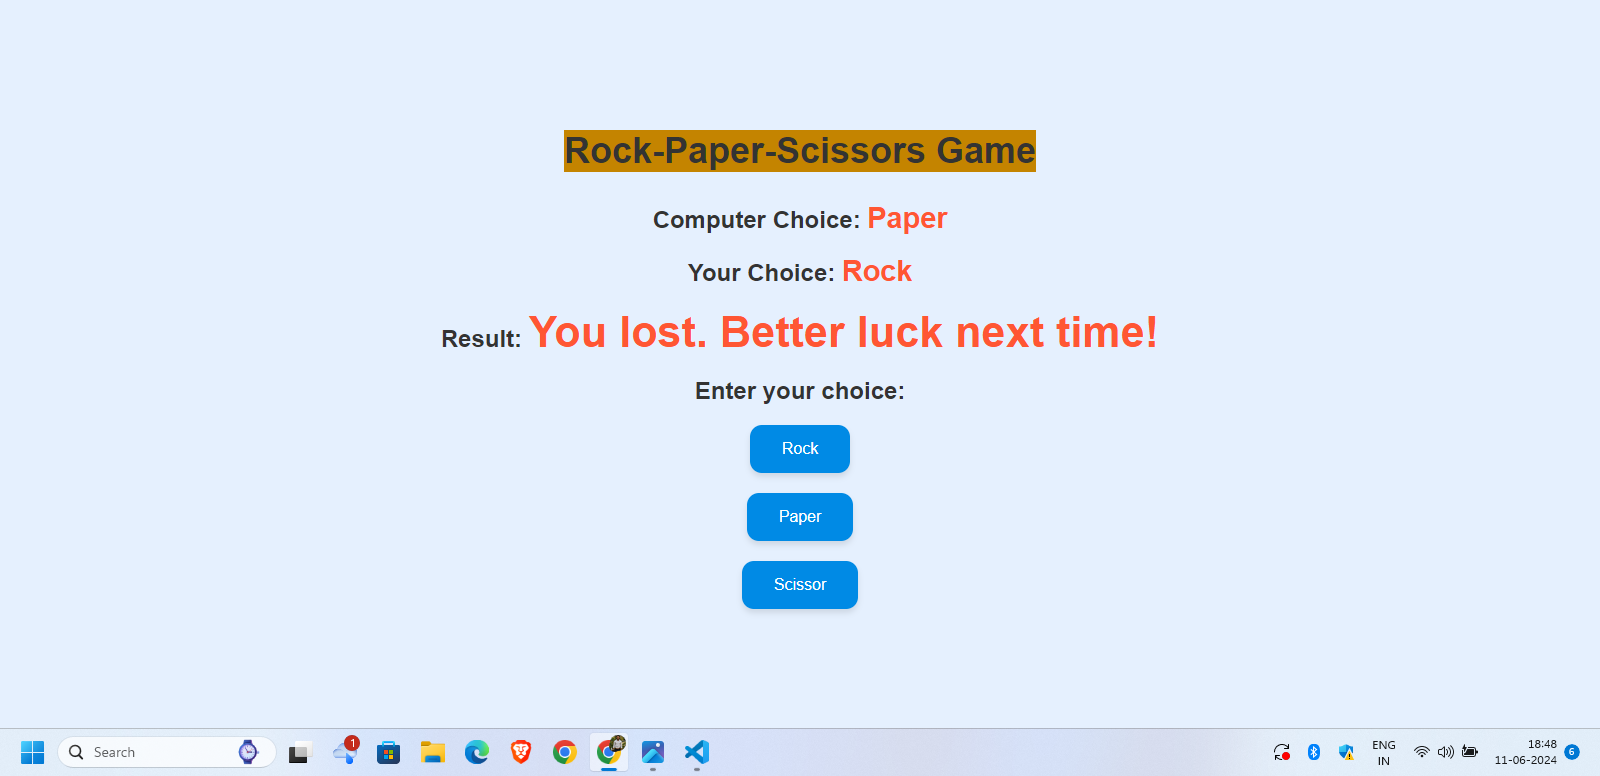 Rock-Paper-Scissors Game
Computer Choice: Paper
Your Choice: Rock
Result: You lost. Better luck next time!
Enter your choice:
Rock
Paper
Scissor
Search
1
ENG
IN
18:48
11-06-2024
6